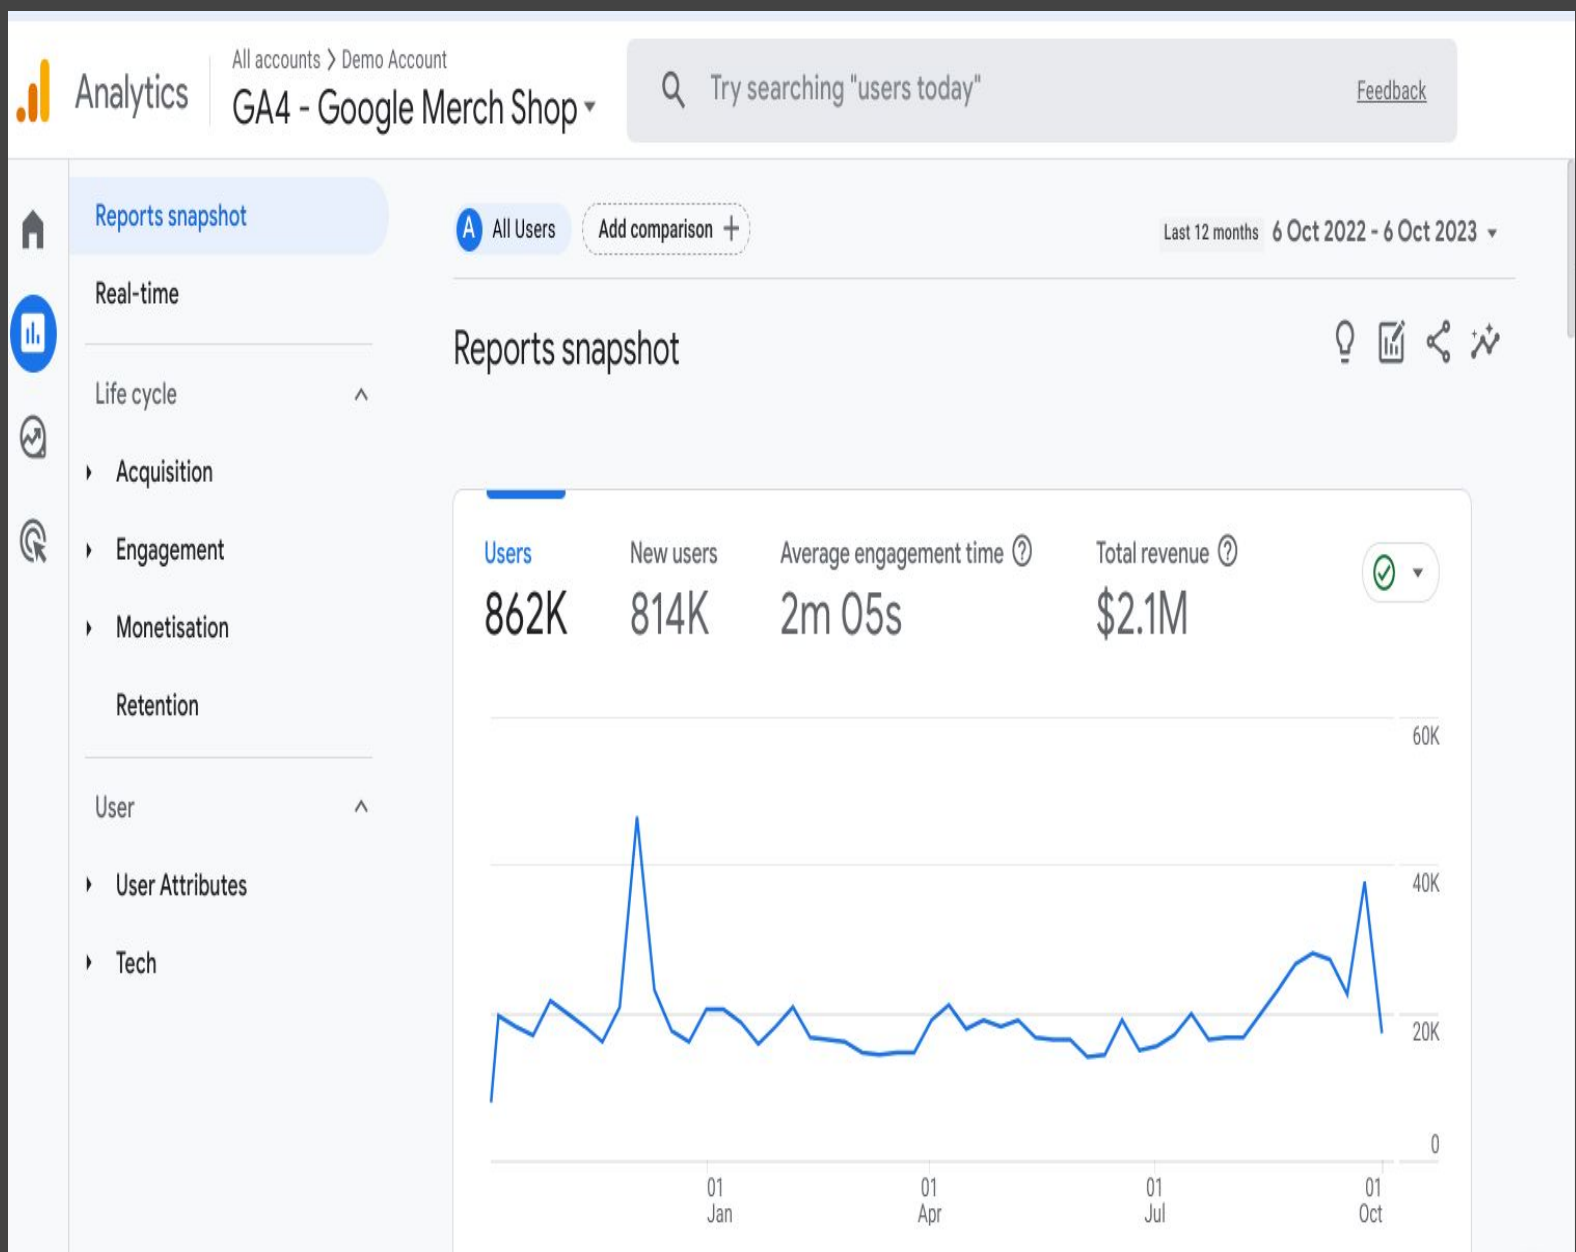 Analytics
All accounts > Demo Account
GA4 - Google Merch Shop
Try searching "users today"
Feedback
Reports snapshot
Real-time
Life cycle
Acquisition
Engagement
Monetisation
Retention
User
User Attributes
Tech
A All Users
Add comparison +
Last 12 months 6 Oct 2022 - 6 Oct 2023
Reports snapshot
Users
862K
New users
814K
Average engagement time
2m 05s
Total revenue
$2.1M
60K
40K
20K
0
01
Jan
01
Apr
01
Jul
01
Oct